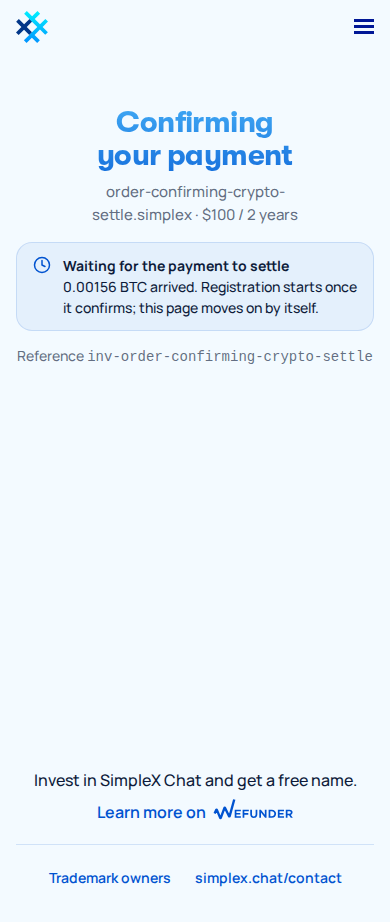 Confirming
your payment
order-confirming-crypto-
settle.simplex · $100 / 2 years
Waiting for the payment to settle
0.00156 BTC arrived. Registration starts once
it confirms; this page moves on by itself.
Reference inv-order-confirming-crypto-settle
Invest in SimpleX Chat and get a free name.
Learn more on WEFUNDER
Trademark owners simplex.chat/contact